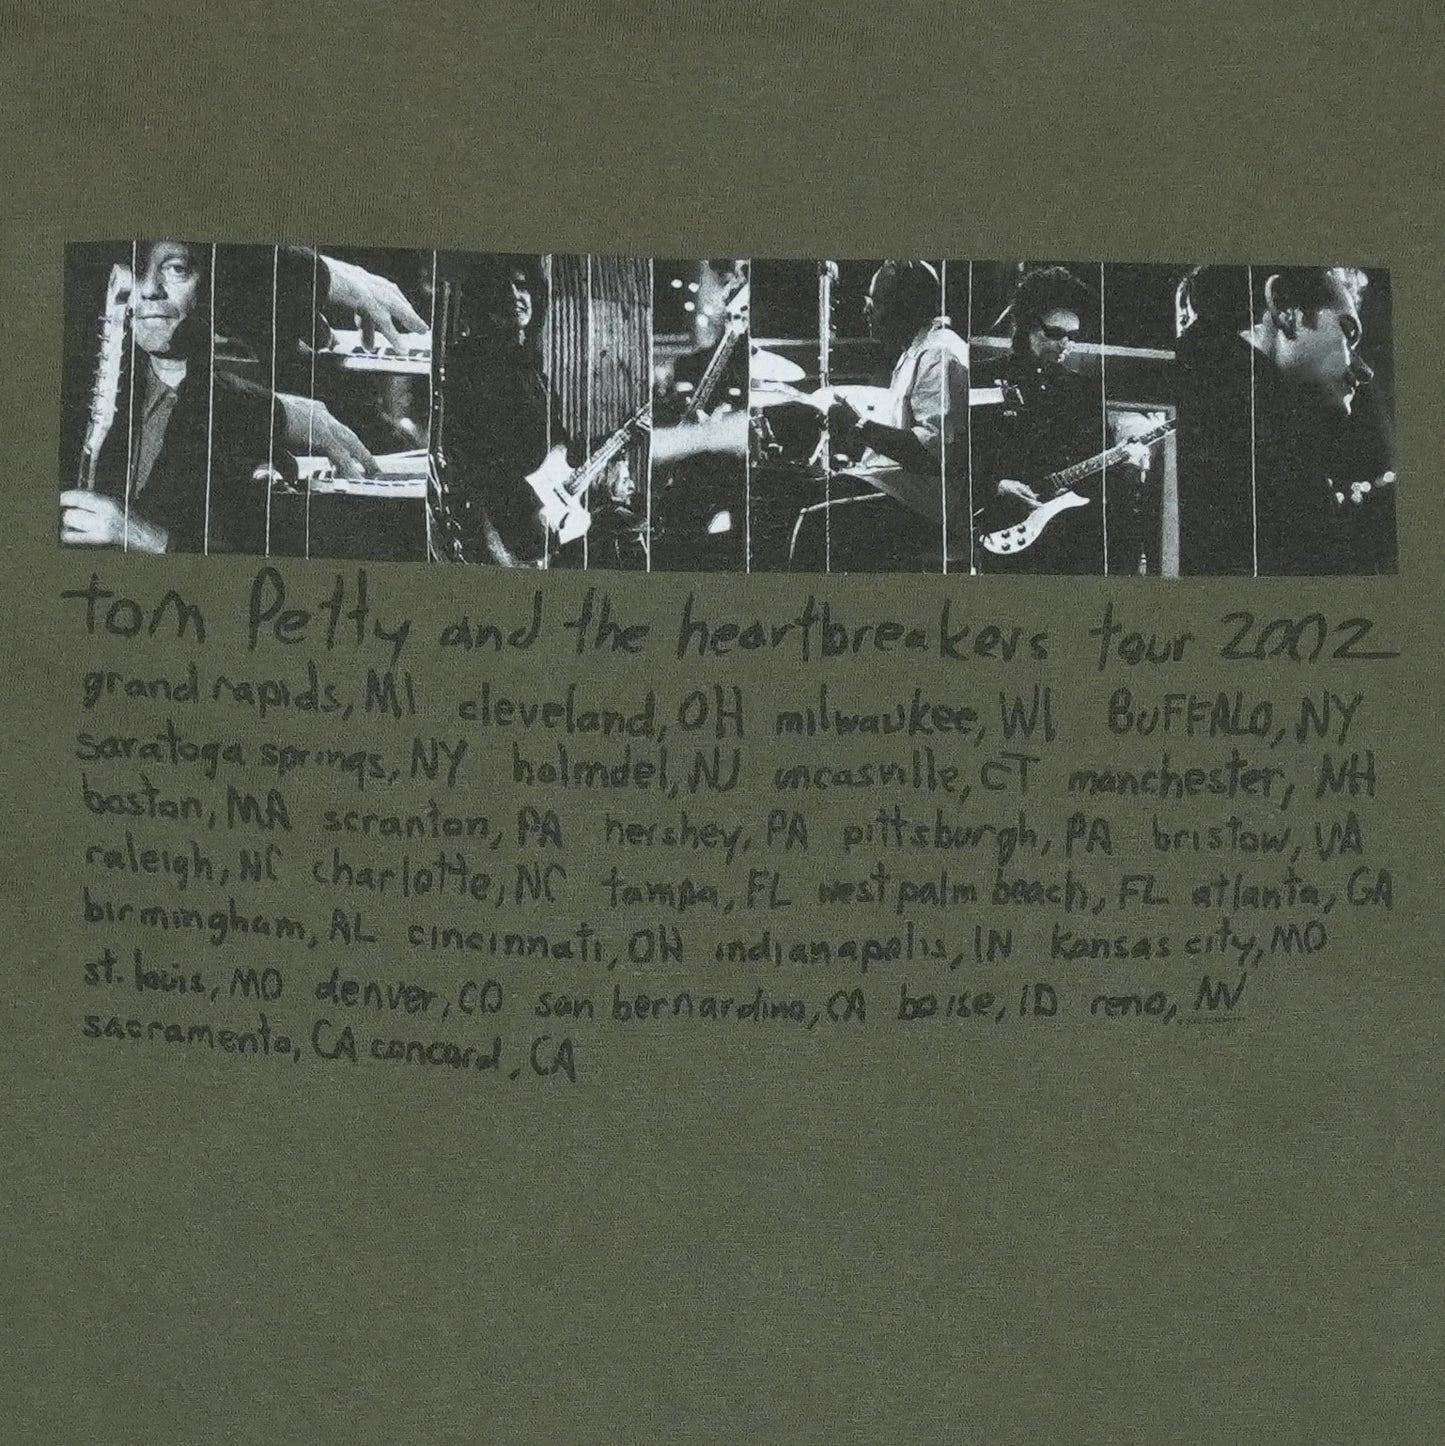 tom Petty and the heartbreakers tour 2002
grand rapids, MI cleveland, OH milwaukee, WI BUFFALO, NY
saratoga springs, NY holmdel, NJ uncasville, CT manchester, NH
boston, MA scranton, PA hershey, PA pittsburgh, PA bristow, VA
raleigh, NC charlotte, NC tampa, FL west palm beach, FL atlanta, GA
birmingham, AL cincinnati, OH indianapolis, IN Kansas city, MO
st. louis, MO denver, CO san bernardino, CA boise, ID reno, NV
sacramento, CA concord, CA